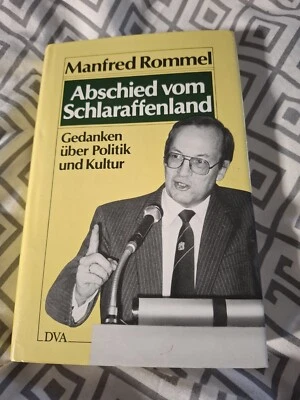 Manfred Rommel
Abschied vom
Schlaraffenland
Gedanken
über Politik
und Kultur
DVA